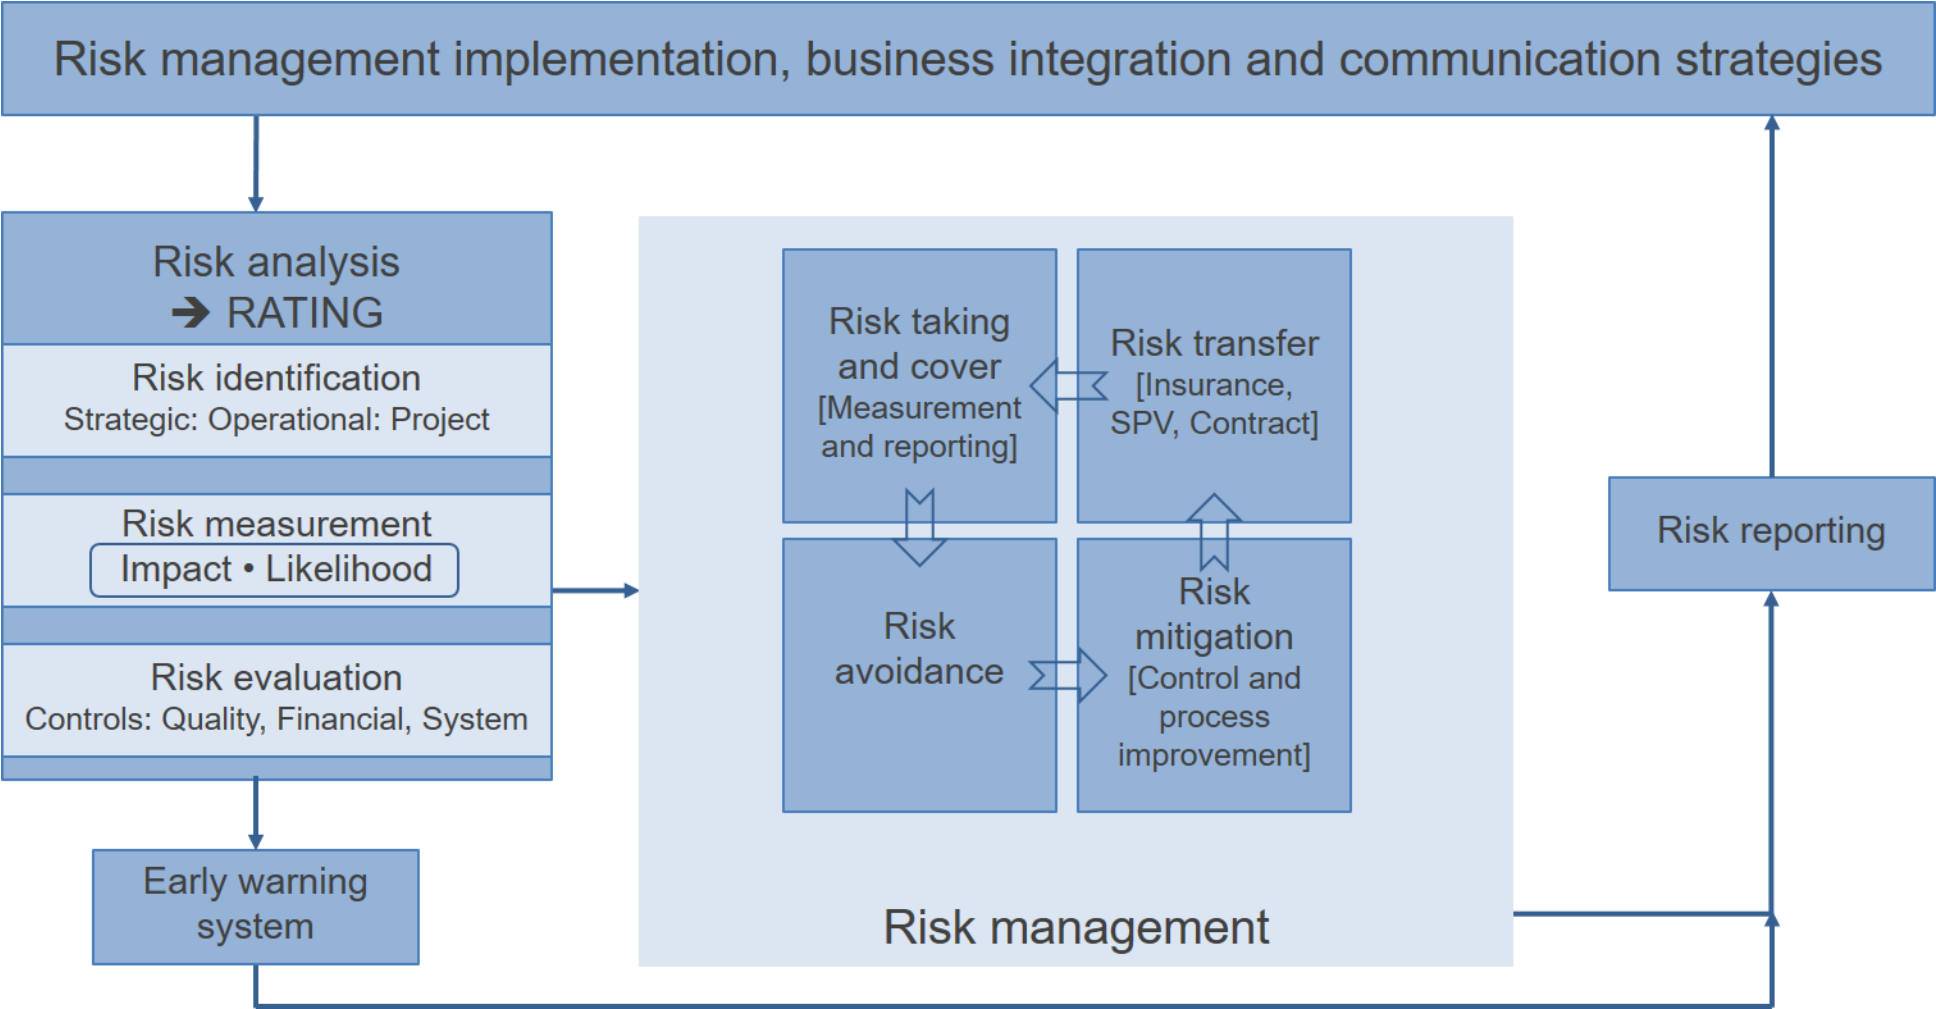 Risk management implementation, business integration and communication strategies
Risk analysis
➔ RATING
Risk identification
Strategic: Operational: Project
Risk measurement
Impact • Likelihood
Risk evaluation
Controls: Quality, Financial, System
Early warning
system
Risk taking
and cover
[Measurement
and reporting]
Risk transfer
[Insurance,
SPV, Contract]
Risk
avoidance
Risk
mitigation
[Control and
process
improvement]
Risk management
Risk reporting